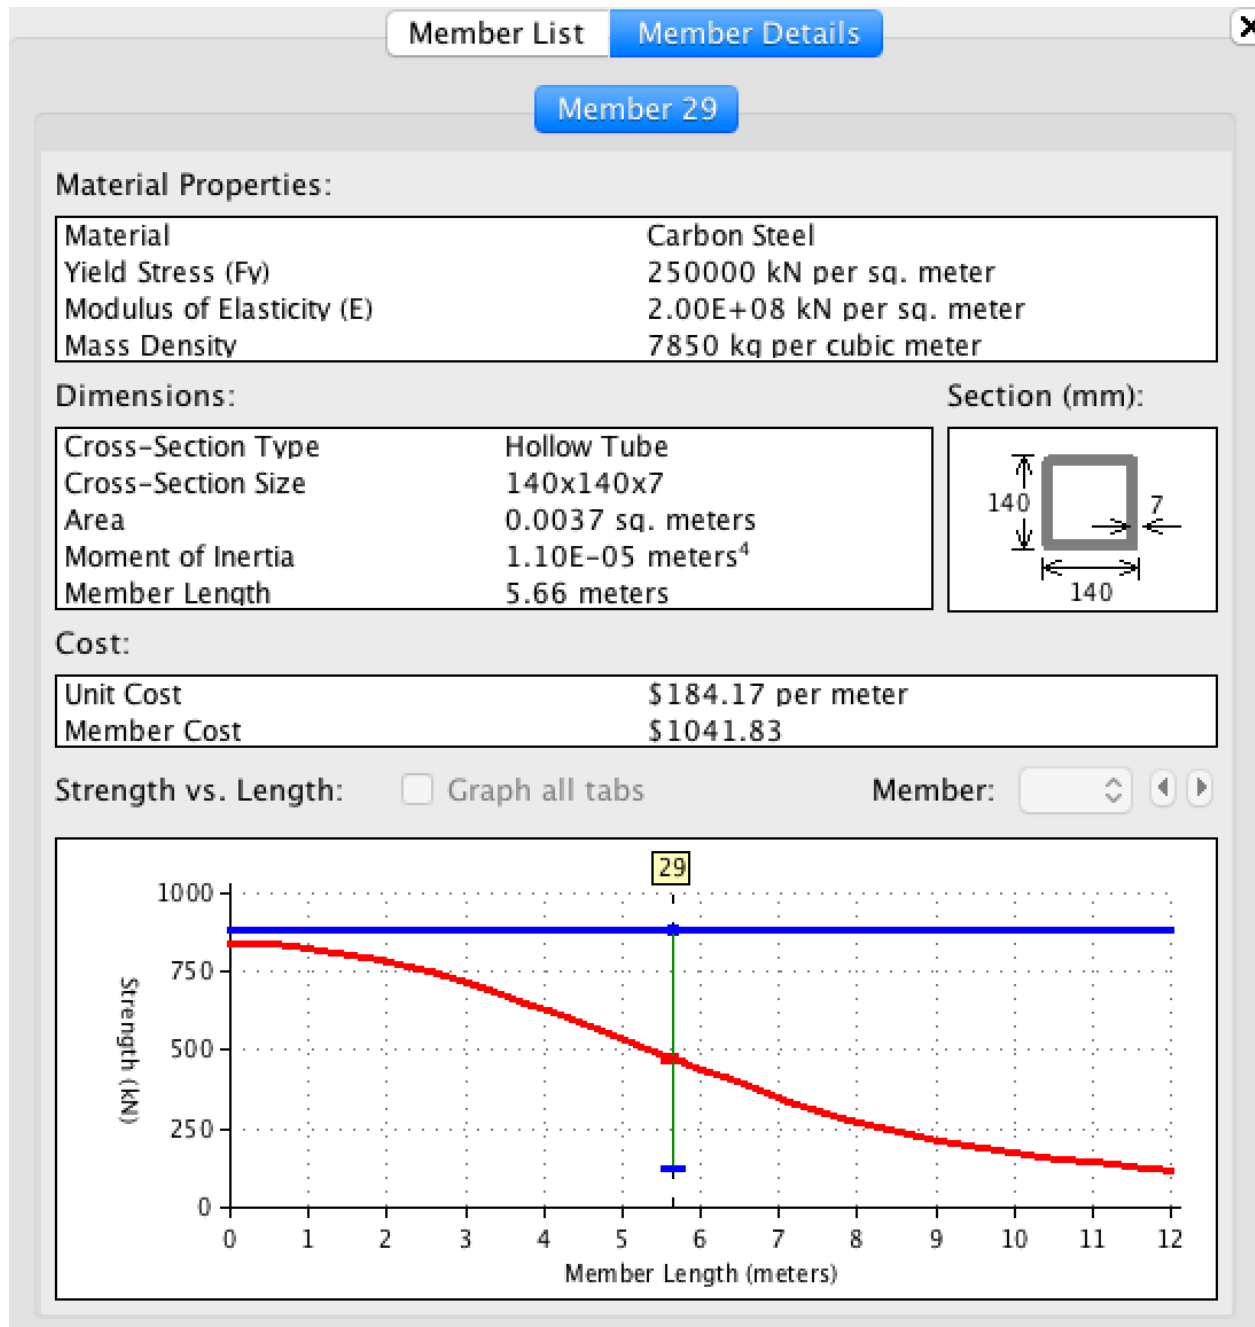 Member List Member Details
Member 29
Material Properties:
Material Carbon Steel
Yield Stress (Fy) 250000 kN per sq. meter
Modulus of Elasticity (E) 2.00E+08 kN per sq. meter
Mass Density 7850 kg per cubic meter
Dimensions: Section (mm):
Cross-Section Type Hollow Tube
Cross-Section Size 140x140x7
Area 0.0037 sq. meters
Moment of Inertia 1.10E-05 meters⁴
Member Length 5.66 meters
140 7
140
Cost:
Unit Cost $184.17 per meter
Member Cost $1041.83
Strength vs. Length: Graph all tabs Member:
29
1000
750
500
250
0
Strength (kN)
0 1 2 3 4 5 6 7 8 9 10 11 12
Member Length (meters)